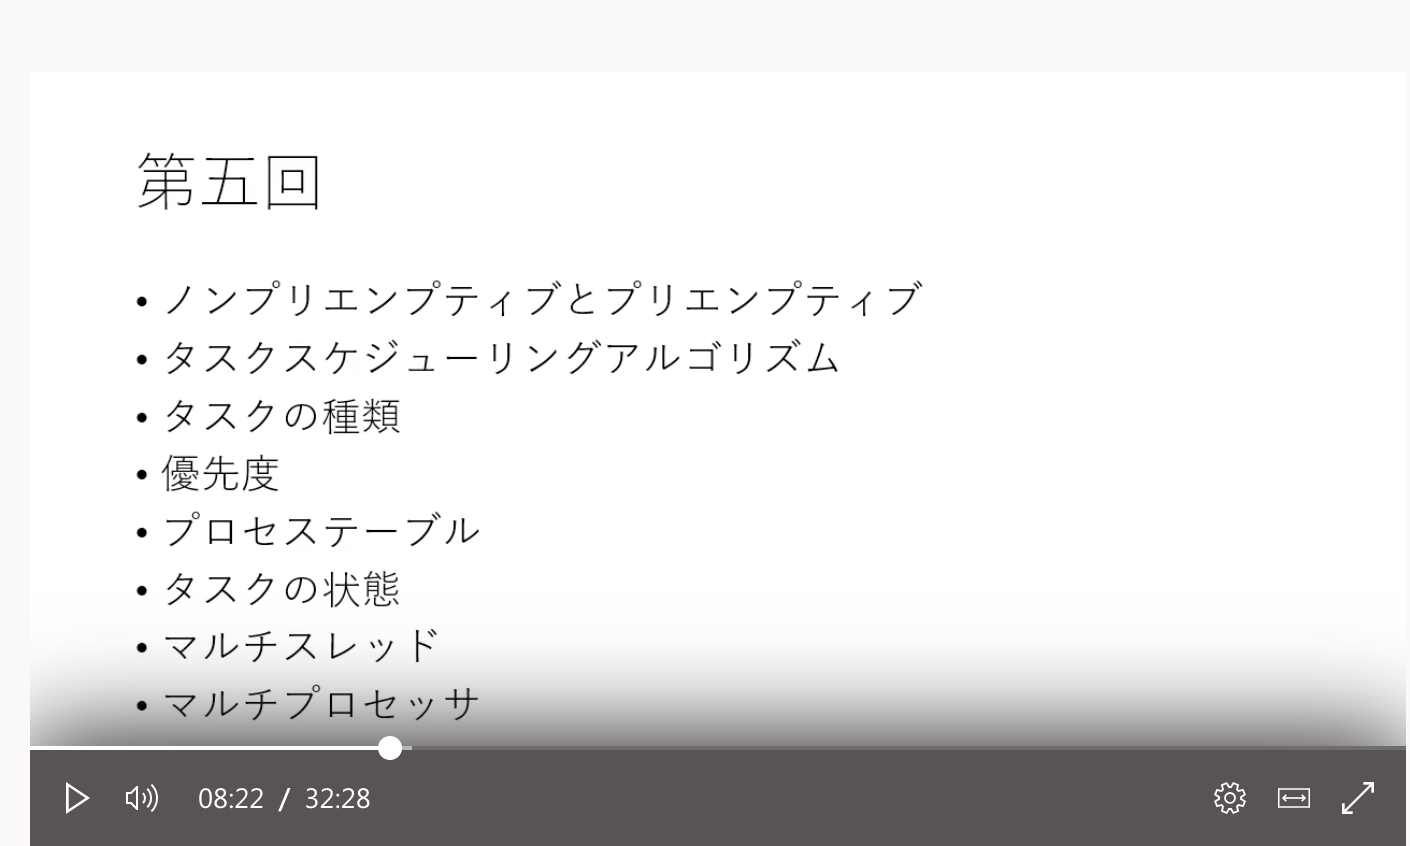 第五回
• ノンプリエンプティブとプリエンプティブ
• タスクスケジューリングアルゴリズム
• タスクの種類
• 優先度
• プロセステーブル
• タスクの状態
• マルチスレッド
• マルチプロセッサ
08:22 / 32:28